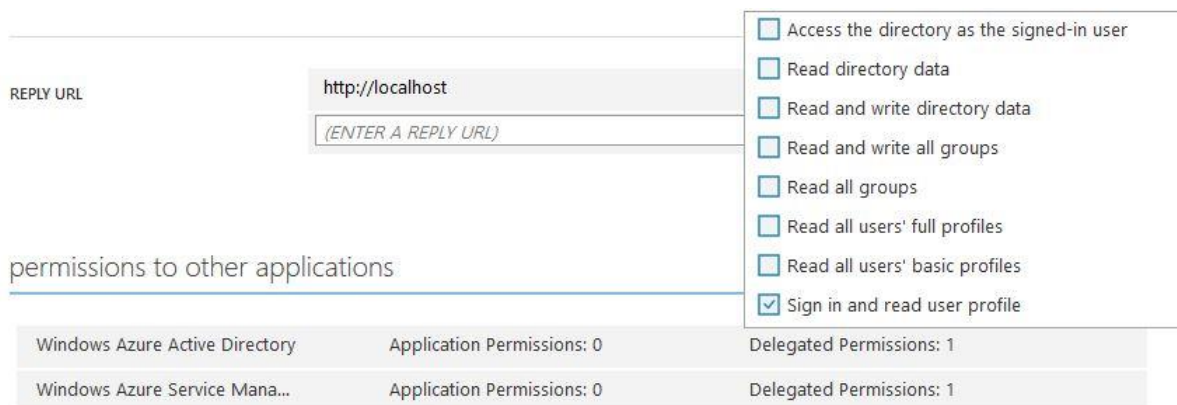 Access the directory as the signed-in user
Read directory data
Read and write directory data
Read and write all groups
Read all groups
Read all users' full profiles
Read all users' basic profiles
Sign in and read user profile
REPLY URL
http://localhost
(ENTER A REPLY URL)
permissions to other applications
Windows Azure Active Directory Application Permissions: 0 Delegated Permissions: 1
Windows Azure Service Mana... Application Permissions: 0 Delegated Permissions: 1